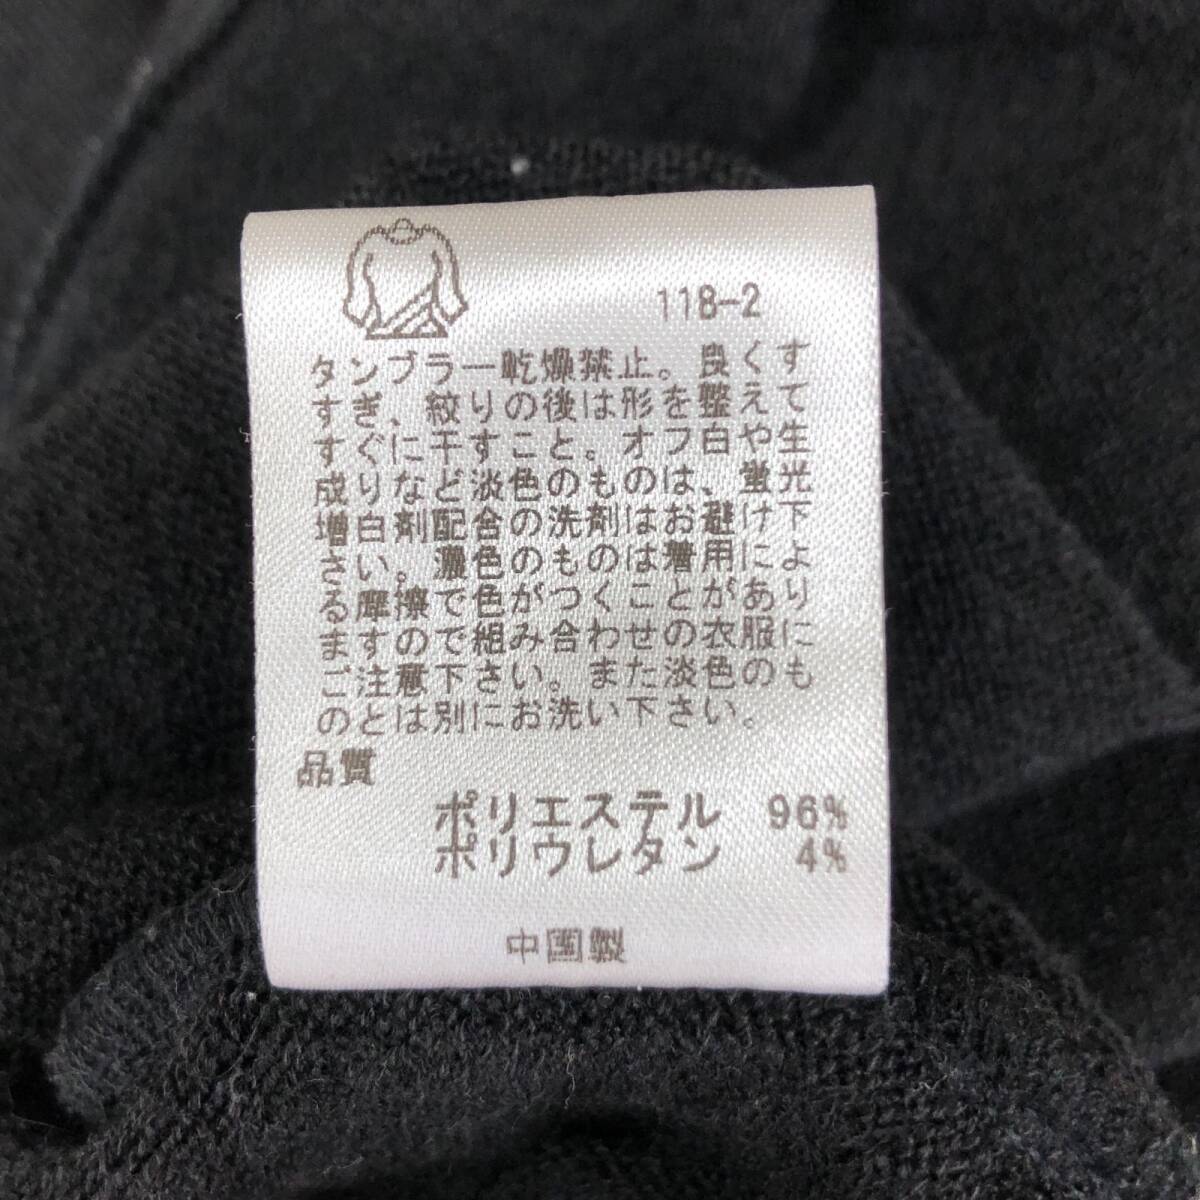 118-2
タンブラー乾燥禁止。良くす
すぎ、絞りの後は形を整えて
すぐに干すこと。オフ白や生
成りなど淡色のものは、蛍光
増白剤配合の洗剤はお避け下
さい。濃色のものは着用によ
る摩擦で色がつくことがあり
ますので組み合わせの衣服に
ご注意下さい。また淡色のも
のとは別にお洗い下さい。
品質
ポリエステル 96%
ポリウレタン 4%
中国製